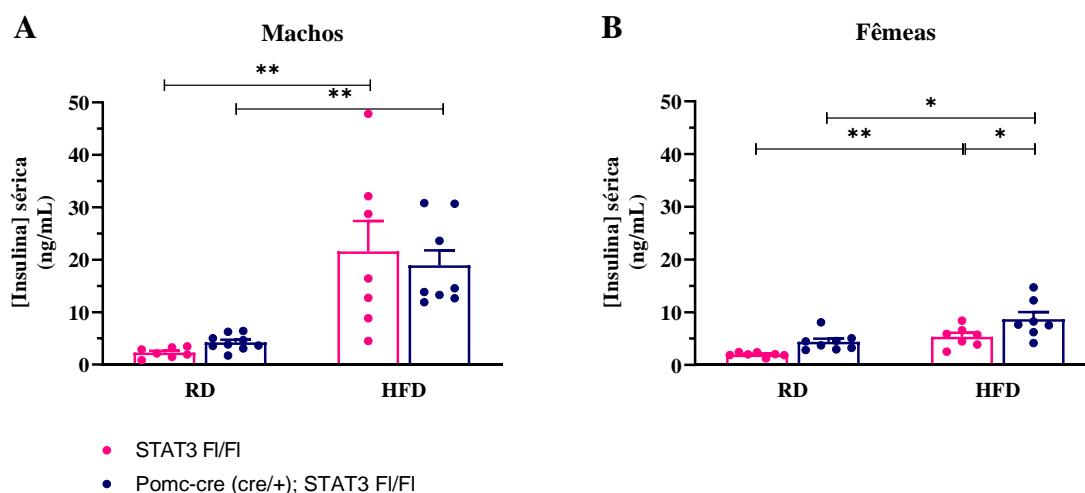 A
Machos
**
**
[Insulina] sérica
(ng/mL)
50
40
30
20
10
0
RD
HFD
B
Fêmeas
*
**
*
[Insulina] sérica
(ng/mL)
50
40
30
20
10
0
RD
HFD
STAT3 Fl/Fl
Pomc-cre (cre/+); STAT3 Fl/Fl